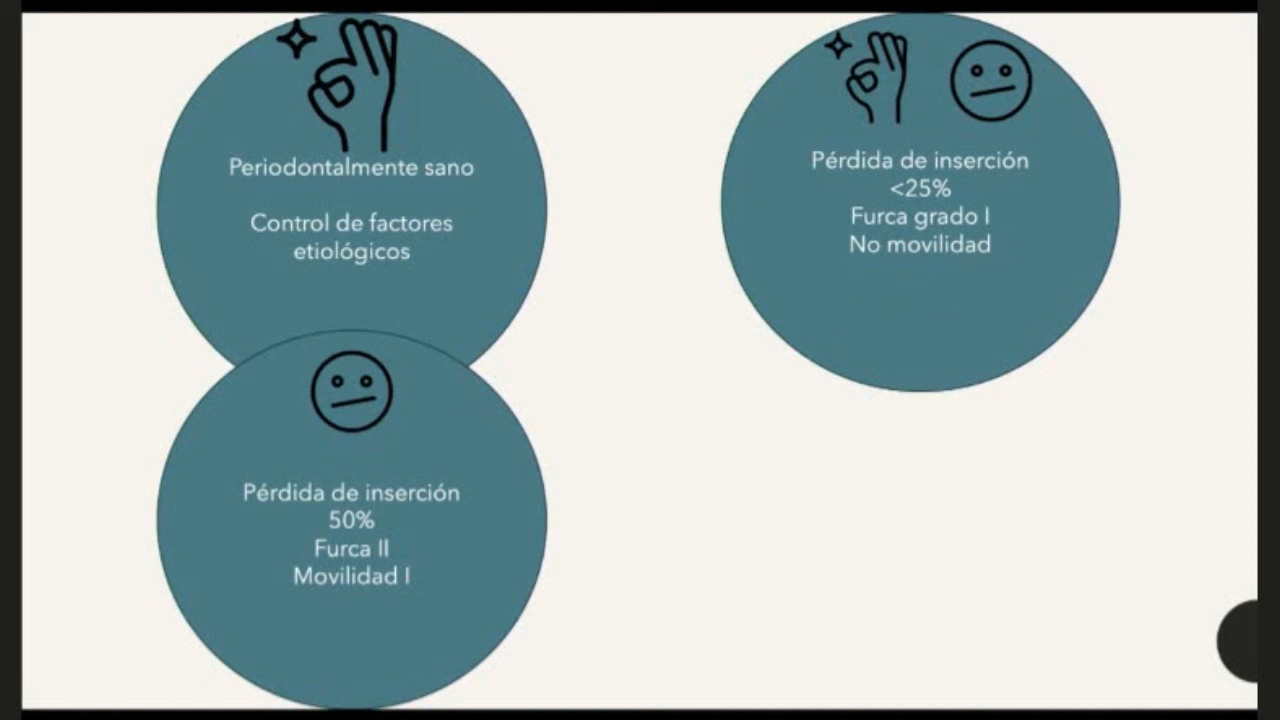 Periodontalmente sano
Control de factores
etiológicos
Pérdida de inserción
<25%
Furca grado I
No movilidad
Pérdida de inserción
50%
Furca II
Movilidad I